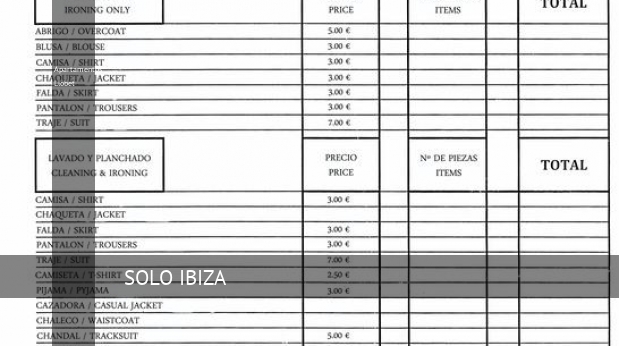 IRONING ONLY PRICE ITEMS TOTAL
ABRIGO / OVERCOAT 5.00 €
BLUSA / BLOUSE 3.00 €
CAMISA / SHIRT 3.00 €
CHAQUETA / JACKET 3.00 €
FALDA / SKIRT 3.00 €
PANTALON / TROUSERS 3.00 €
TRAJE / SUIT 7.00 €
LAVADO Y PLANCHADO PRECIO Nº DE PIEZAS TOTAL
CLEANING & IRONING PRICE ITEMS
CAMISA / SHIRT 3.00 €
CHAQUETA / JACKET
FALDA / SKIRT 3.00 €
PANTALON / TROUSERS 3.00 €
TRAJE / SUIT 7.00 €
CAMISETA / T-SHIRT 2.50 €
SOLO IBIZA
PIJAMA / PYJAMA 3.00 €
CAZADORA / CASUAL JACKET
CHALECO / WAISTCOAT
CHANDAL / TRACKSUIT 5.00 €